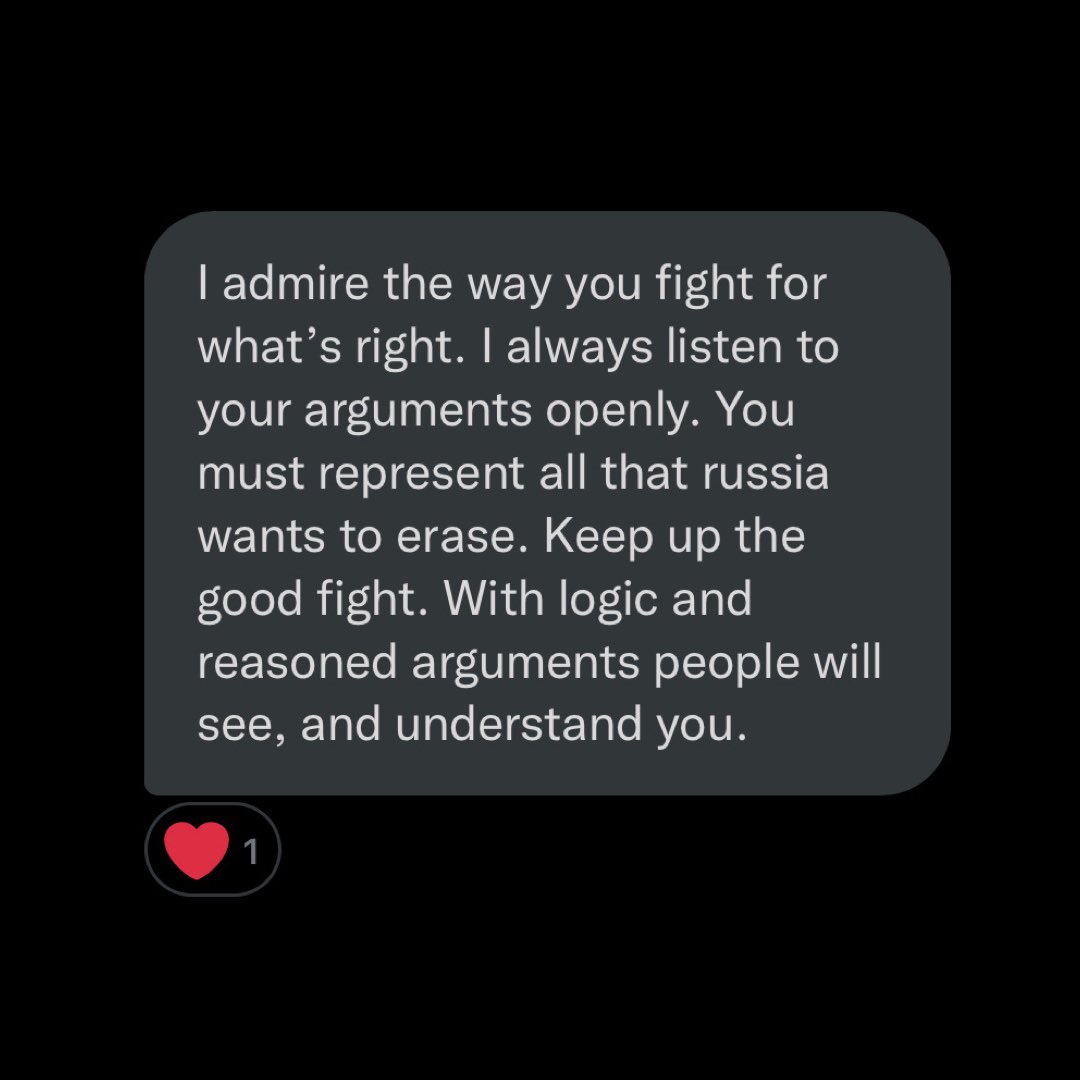 I admire the way you fight for
what’s right. I always listen to
your arguments openly. You
must represent all that russia
wants to erase. Keep up the
good fight. With logic and
reasoned arguments people will
see, and understand you.
1